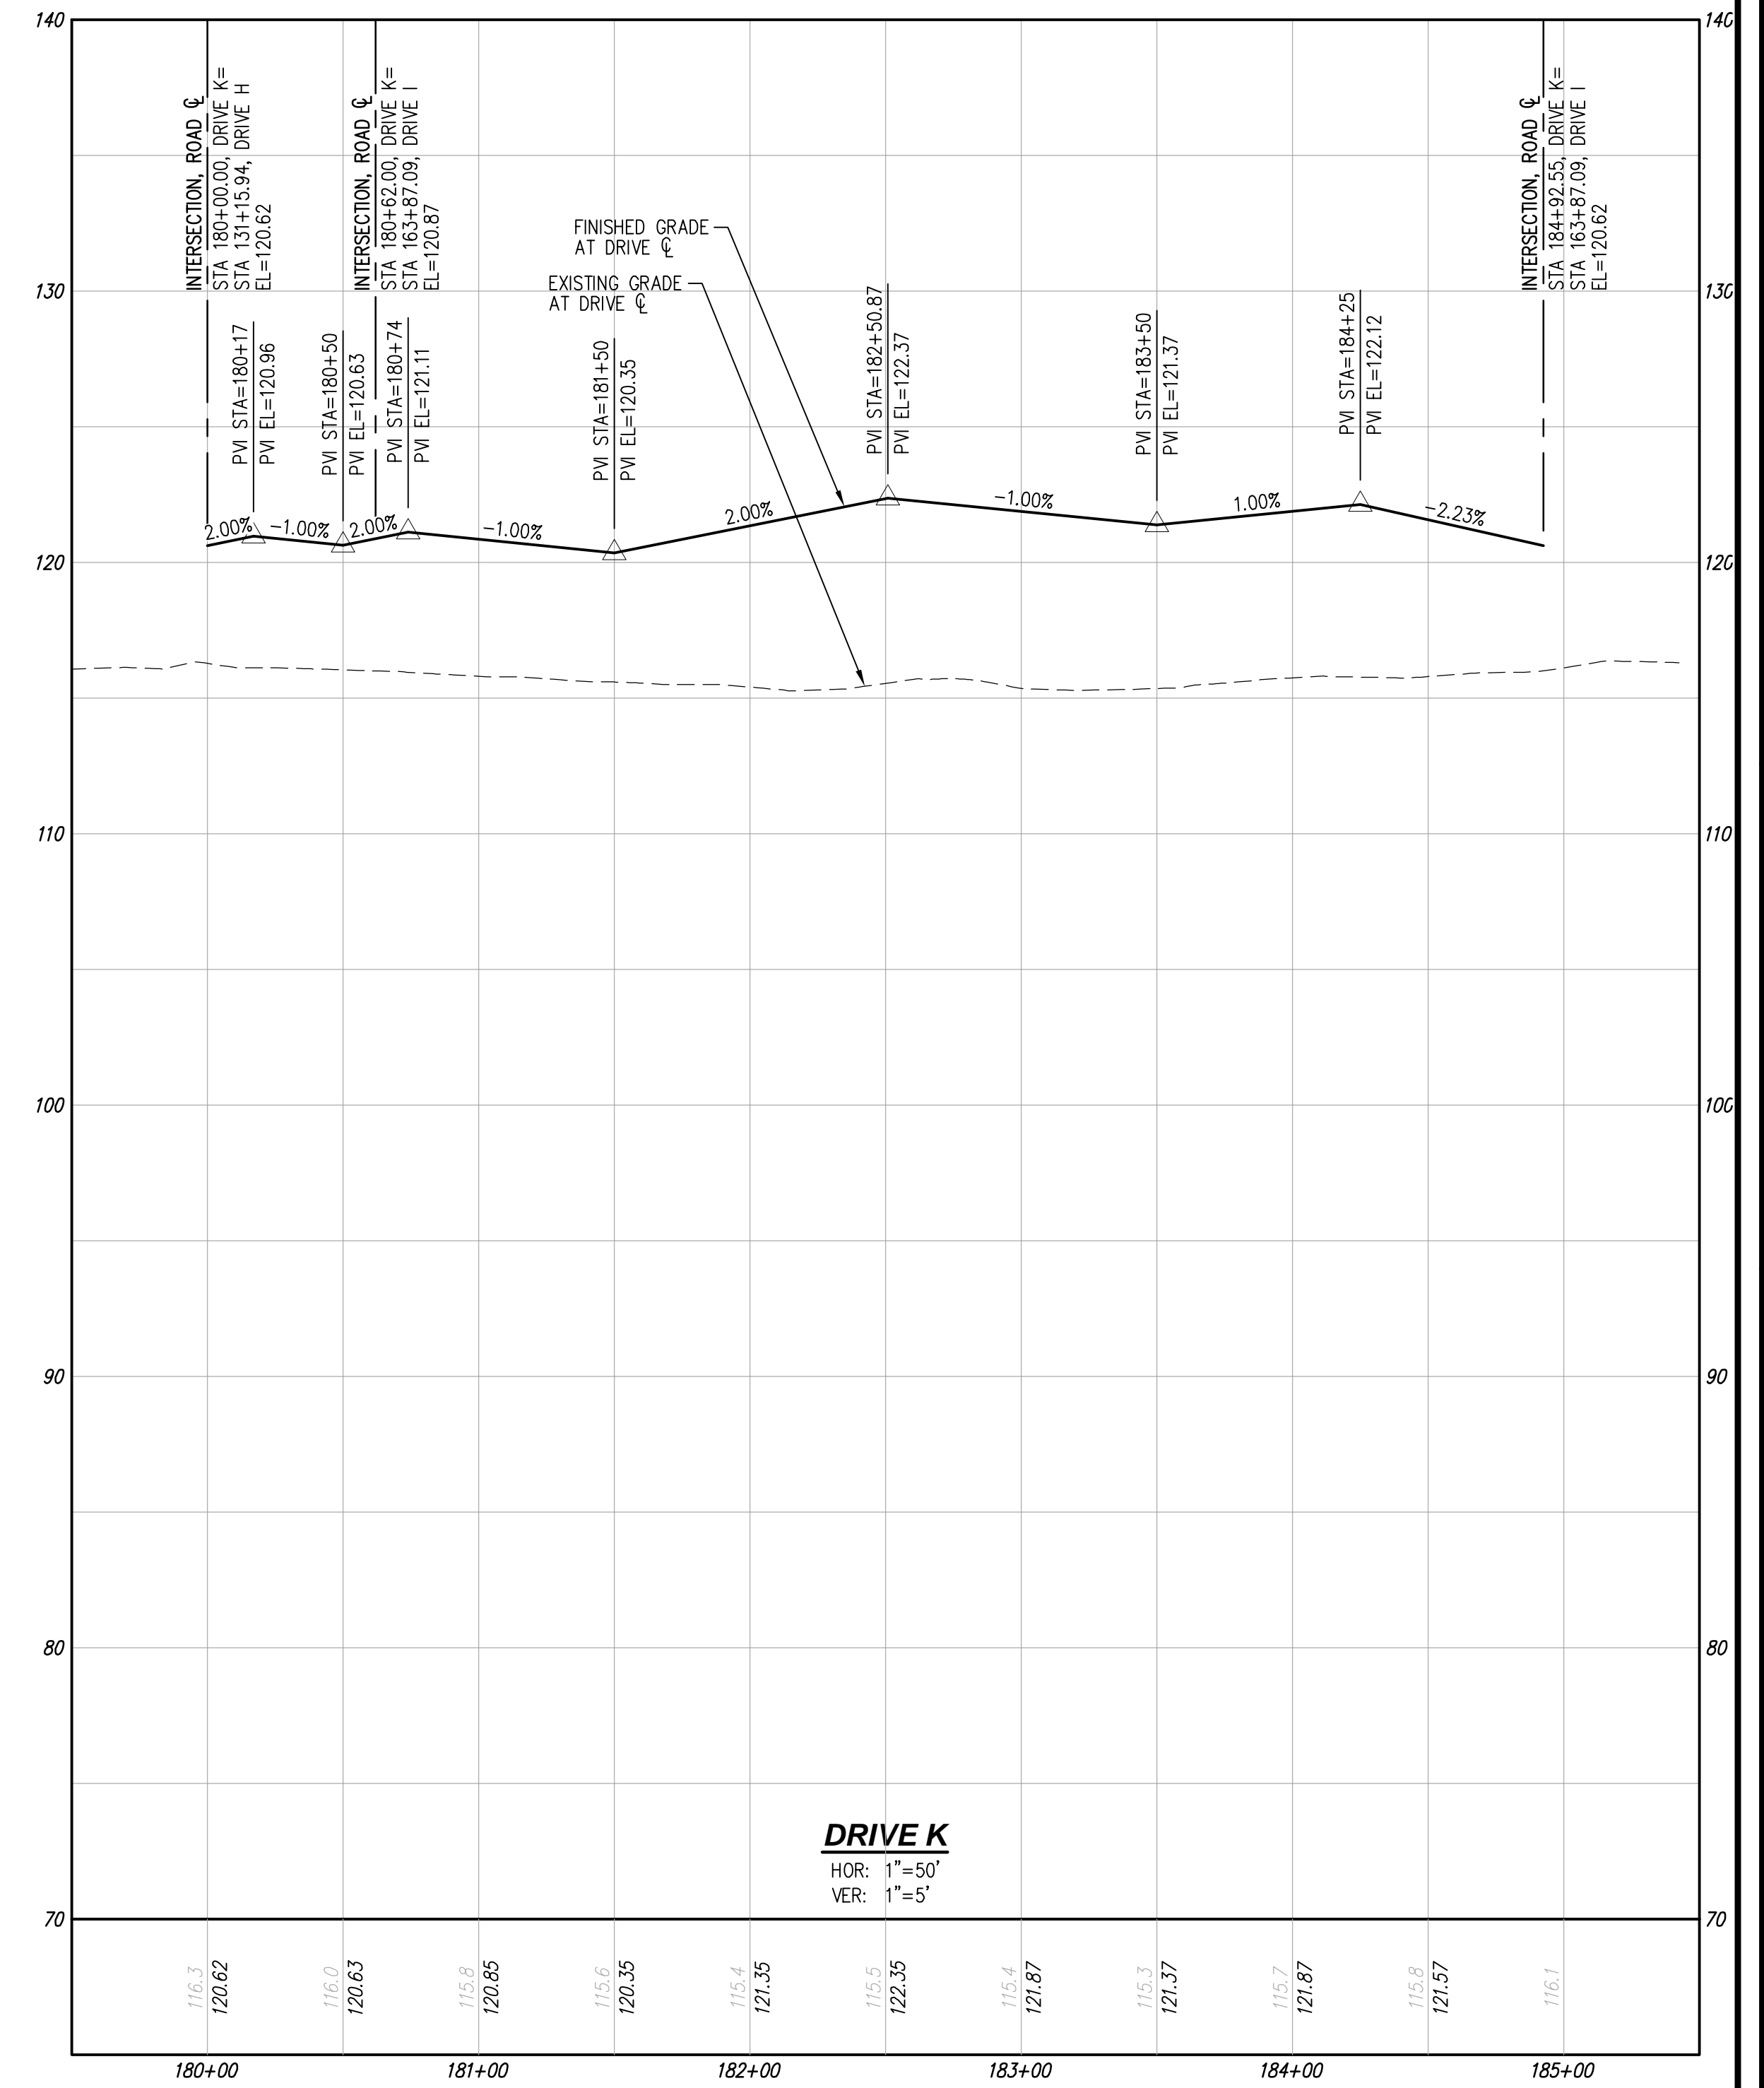 140
140
INTERSECTION, ROAD ℄
STA 180+00.00, DRIVE K=
STA 131+15.94, DRIVE H
EL=120.62
INTERSECTION, ROAD ℄
STA 180+62.00, DRIVE K=
STA 163+87.09, DRIVE I
EL=120.87
INTERSECTION, ROAD ℄
STA 184+92.55, DRIVE K=
STA 163+87.09, DRIVE I
EL=120.62
FINISHED GRADE
AT DRIVE ℄
EXISTING GRADE
AT DRIVE ℄
130
130
PVI STA=180+17
PVI EL=120.96
PVI STA=180+50
PVI EL=120.63
PVI STA=180+74
PVI EL=121.11
PVI STA=181+50
PVI EL=120.35
PVI STA=182+50.87
PVI EL=122.37
PVI STA=183+50
PVI EL=121.37
PVI STA=184+25
PVI EL=122.12
2.00%
-1.00%
2.00%
-1.00%
2.00%
-1.00%
1.00%
-2.23%
120
120
110
110
100
100
90
90
80
80
DRIVE K
HOR: 1"=50'
VER: 1"=5'
70
70
116.3
120.62
116.0
120.63
115.8
120.85
115.6
120.35
115.4
121.35
115.5
122.35
115.4
121.87
115.3
121.37
115.7
121.87
115.8
121.57
116.1
180+00
181+00
182+00
183+00
184+00
185+00